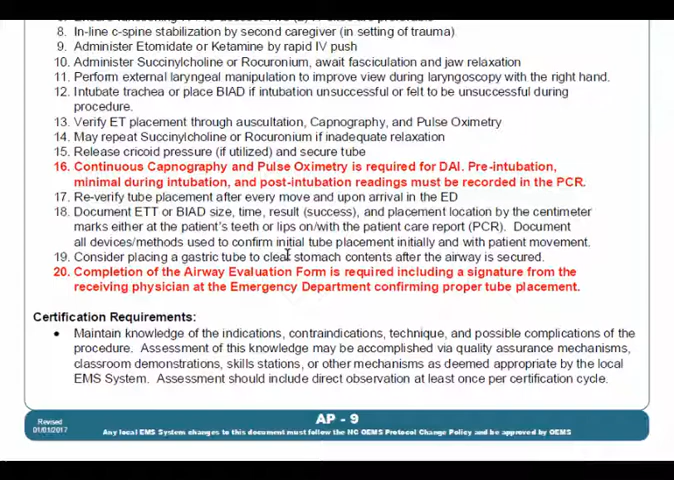 8. In-line c-spine stabilization by second caregiver (in setting of trauma)
9. Administer Etomidate or Ketamine by rapid IV push
10. Administer Succinylcholine or Rocuronium, await fasciculation and jaw relaxation
11. Perform external laryngeal manipulation to improve view during laryngoscopy with the right hand.
12. Intubate trachea or place BIAD if intubation unsuccessful or felt to be unsuccessful during
procedure.
13. Verify ET placement through auscultation, Capnography, and Pulse Oximetry
14. May repeat Succinylcholine or Rocuronium if inadequate relaxation
15. Release cricoid pressure (if utilized) and secure tube
16. Continuous Capnography and Pulse Oximetry is required for DAI. Pre-intubation,
minimal during intubation, and post-intubation readings must be recorded in the PCR.
17. Re-verify tube placement after every move and upon arrival in the ED
18. Document ETT or BIAD size, time, result (success), and placement location by the centimeter
marks either at the patient's teeth or lips on/with the patient care report (PCR). Document
all devices/methods used to confirm initial tube placement initially and with patient movement.
19. Consider placing a gastric tube to clear stomach contents after the airway is secured.
20. Completion of the Airway Evaluation Form is required including a signature from the
receiving physician at the Emergency Department confirming proper tube placement.
Certification Requirements:
• Maintain knowledge of the indications, contraindications, technique, and possible complications of the
procedure. Assessment of this knowledge may be accomplished via quality assurance mechanisms,
classroom demonstrations, skills stations, or other mechanisms as deemed appropriate by the local
EMS System. Assessment should include direct observation at least once per certification cycle.
AP - 9
Revised
01/01/2017
Any local EMS System changes to this document must follow the NC OEMS Protocol Change Policy and be approved by OEMS